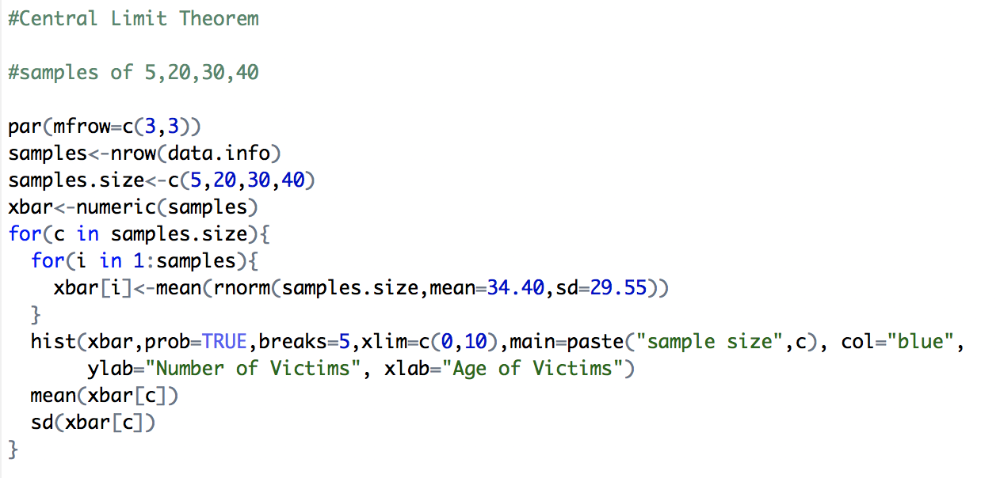 #Central Limit Theorem
#samples of 5,20,30,40
par(mfrow=c(3,3))
samples<-nrow(data.info)
samples.size<-c(5,20,30,40)
xbar<-numeric(samples)
for(c in samples.size){
  for(i in 1:samples){
    xbar[i]<-mean(rnorm(samples.size,mean=34.40,sd=29.55))
  }
  hist(xbar,prob=TRUE,breaks=5,xlim=c(0,10),main=paste("sample size",c), col="blue",
       ylab="Number of Victims", xlab="Age of Victims")
  mean(xbar[c])
  sd(xbar[c])
}